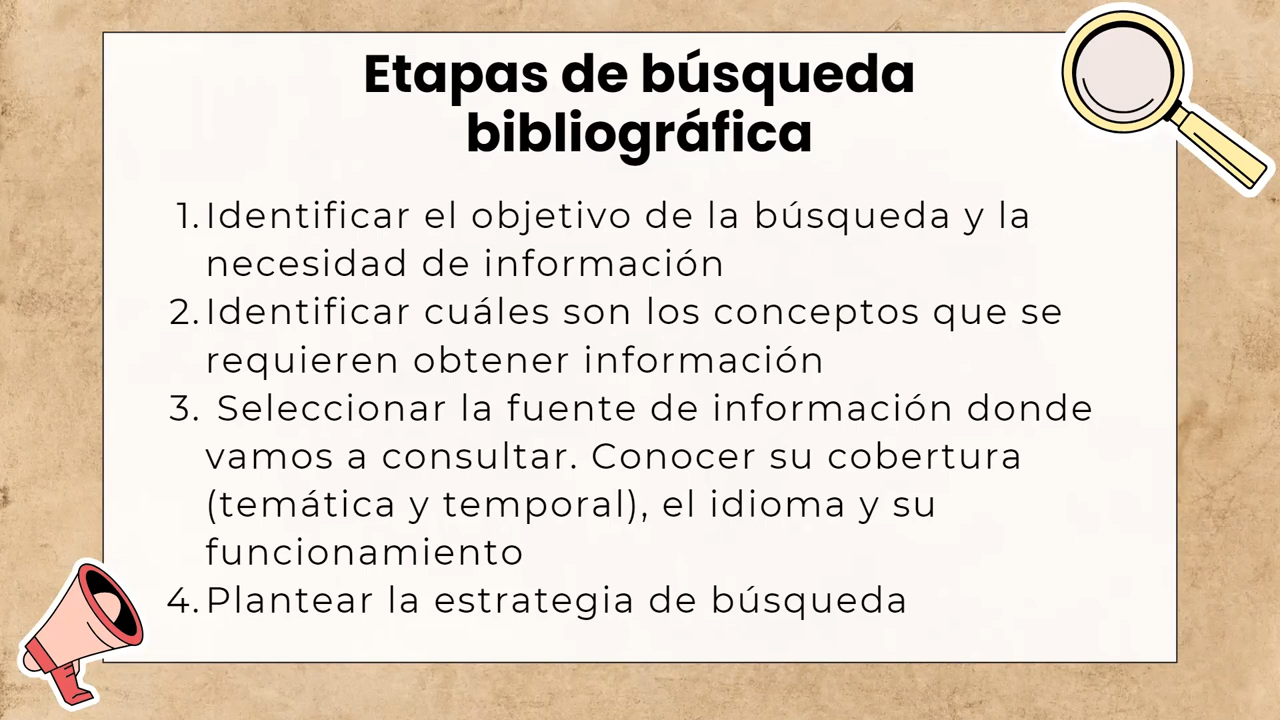 Etapas de búsqueda
bibliográfica
1. Identificar el objetivo de la búsqueda y la
necesidad de información
2. Identificar cuáles son los conceptos que se
requieren obtener información
3. Seleccionar la fuente de información donde
vamos a consultar. Conocer su cobertura
(temática y temporal), el idioma y su
funcionamiento
4. Plantear la estrategia de búsqueda